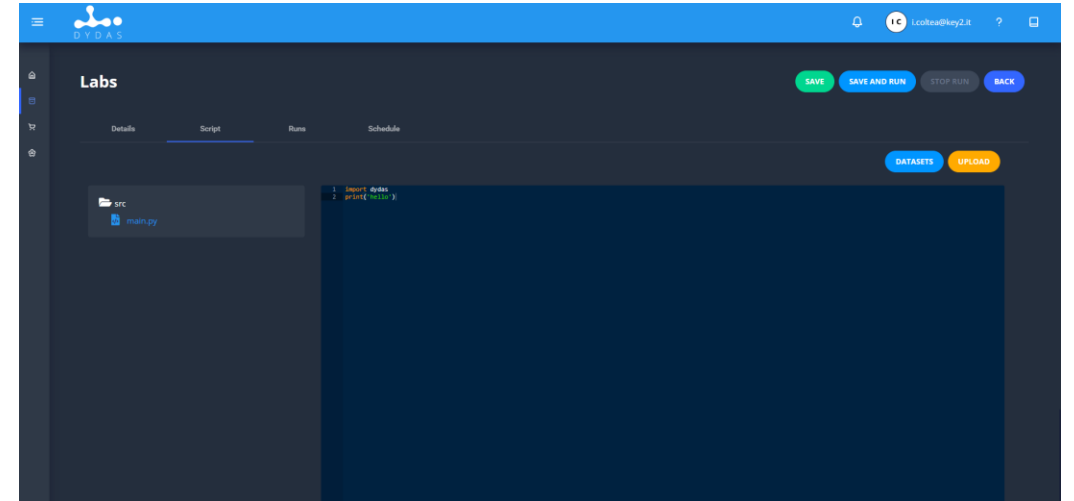 DYDAS
I C i.coltea@key2.it ?
Labs
SAVE SAVE AND RUN STOP RUN BACK
Details Script Runs Schedule
DATASETS UPLOAD
src
main.py
1 import dydas
2 print('hello')